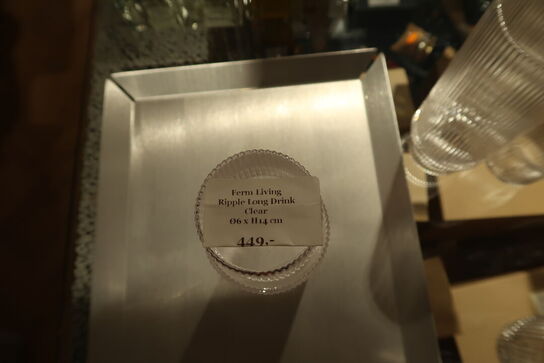 Ferm Living
Ripple Long Drink
Clear
Ø6 x H14 cm
449,-